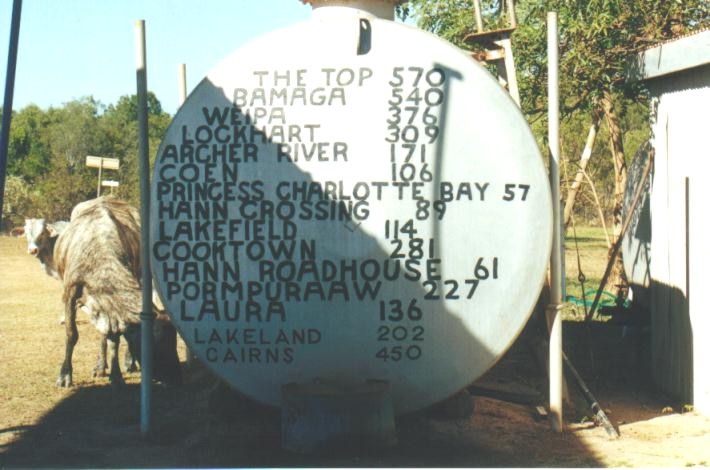 THE TOP 570
BAMAGA 540
WEIPA 376
LOCKHART 309
ARCHER RIVER 171
COEN 106
PRINCESS CHARLOTTE BAY 57
HANN CROSSING 89
LAKEFIELD 114
COOKTOWN 281
HANN ROADHOUSE 61
PORMPURAAW 227
LAURA 136
LAKELAND 202
CAIRNS 450